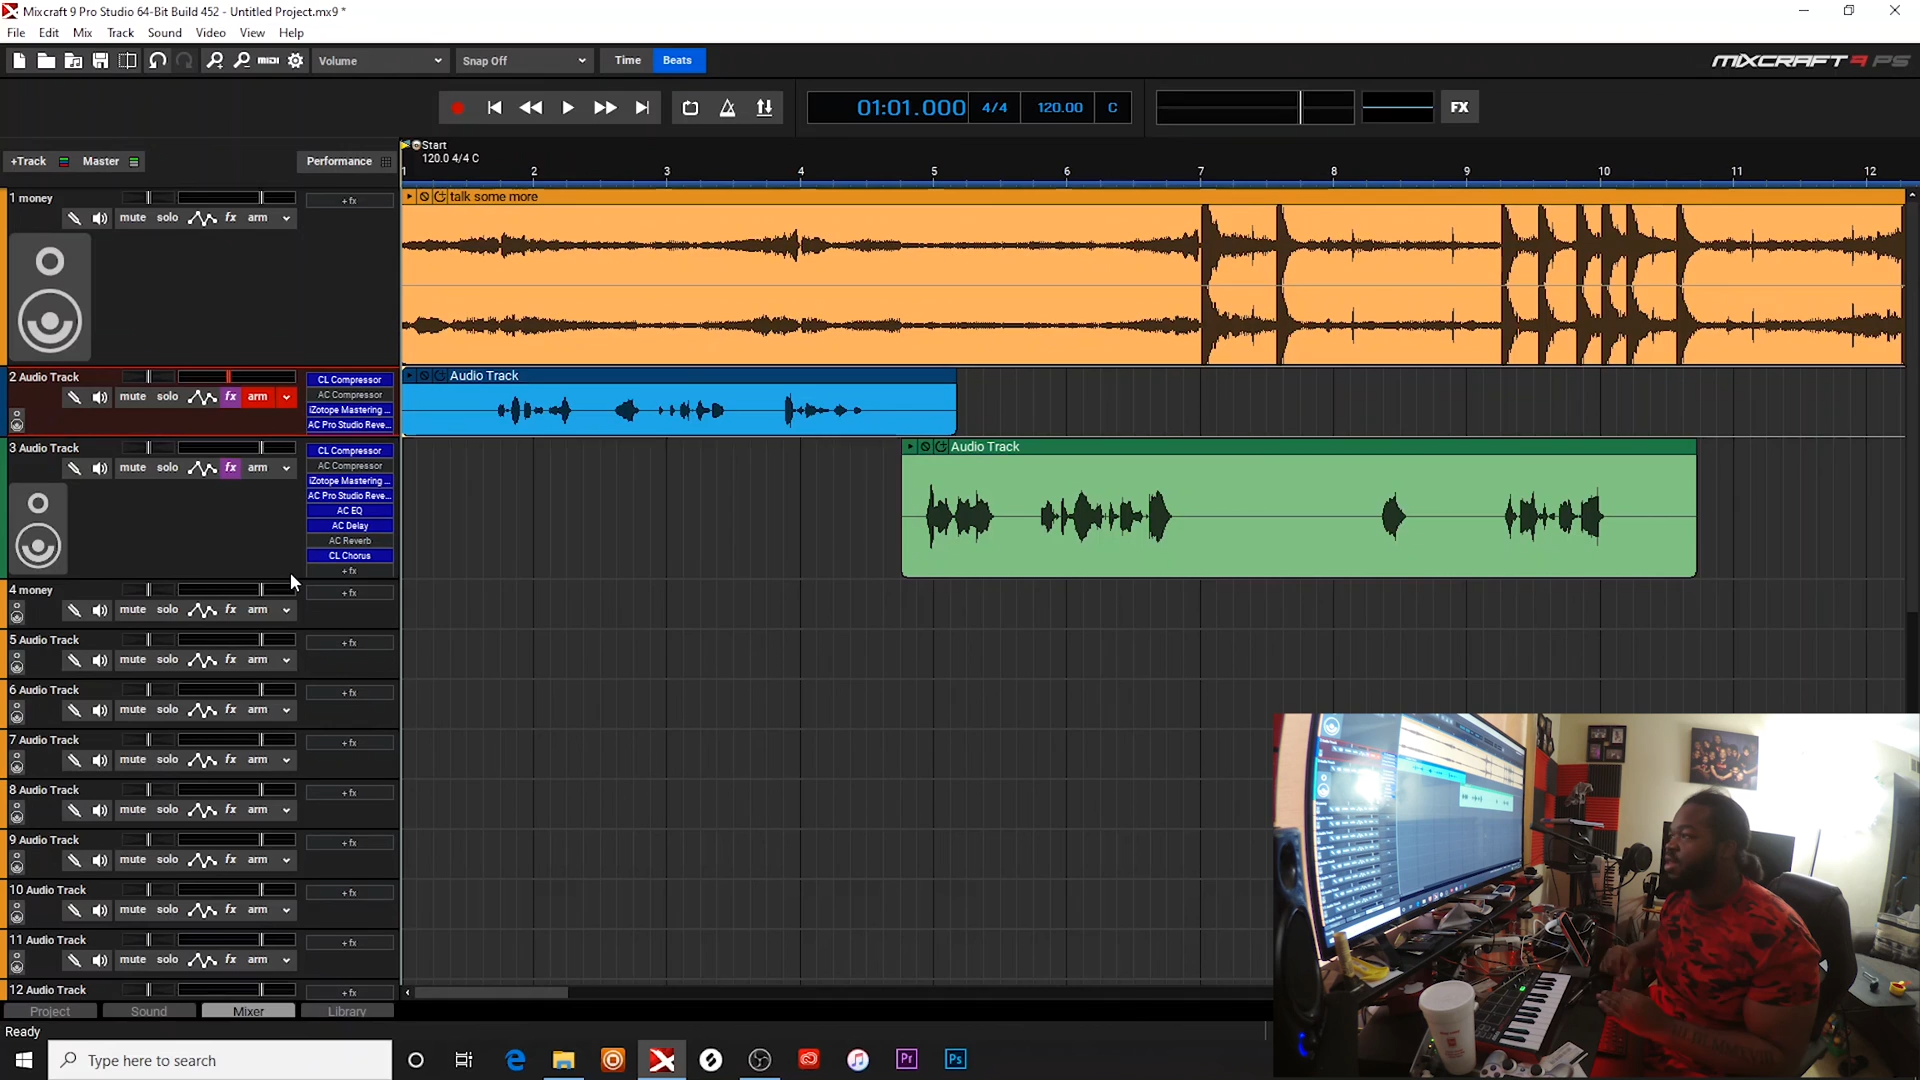 Mixcraft 9 Pro Studio 64-Bit Build 452 - Untitled Project.mx9 *
File Edit Mix Track Sound Video View Help
MIDI Volume Snap Off Time Beats MIXCRAFT 9 PS
01:01.000 4/4 120.00 C FX
+Track Master Performance
Start
120.0 4/4 C
1 2 3 4 5 6 7 8 9 10 11 12
1 money
mute solo fx arm
+ fx
talk some more
2 Audio Track
mute solo fx arm
CL Compressor
AC Compressor
iZotope Mastering ...
AC Pro Studio Reve...
Audio Track
3 Audio Track
mute solo fx arm
CL Compressor
AC Compressor
iZotope Mastering ...
AC Pro Studio Reve...
AC EQ
AC Delay
AC Reverb
CL Chorus
+ fx
Audio Track
4 money
mute solo fx arm
+ fx
5 Audio Track
mute solo fx arm
+ fx
6 Audio Track
mute solo fx arm
+ fx
7 Audio Track
mute solo fx arm
+ fx
8 Audio Track
mute solo fx arm
+ fx
9 Audio Track
mute solo fx arm
+ fx
10 Audio Track
mute solo fx arm
+ fx
11 Audio Track
mute solo fx arm
+ fx
12 Audio Track
+ fx
Project Sound Mixer Library
Ready
Type here to search
Pr Ps